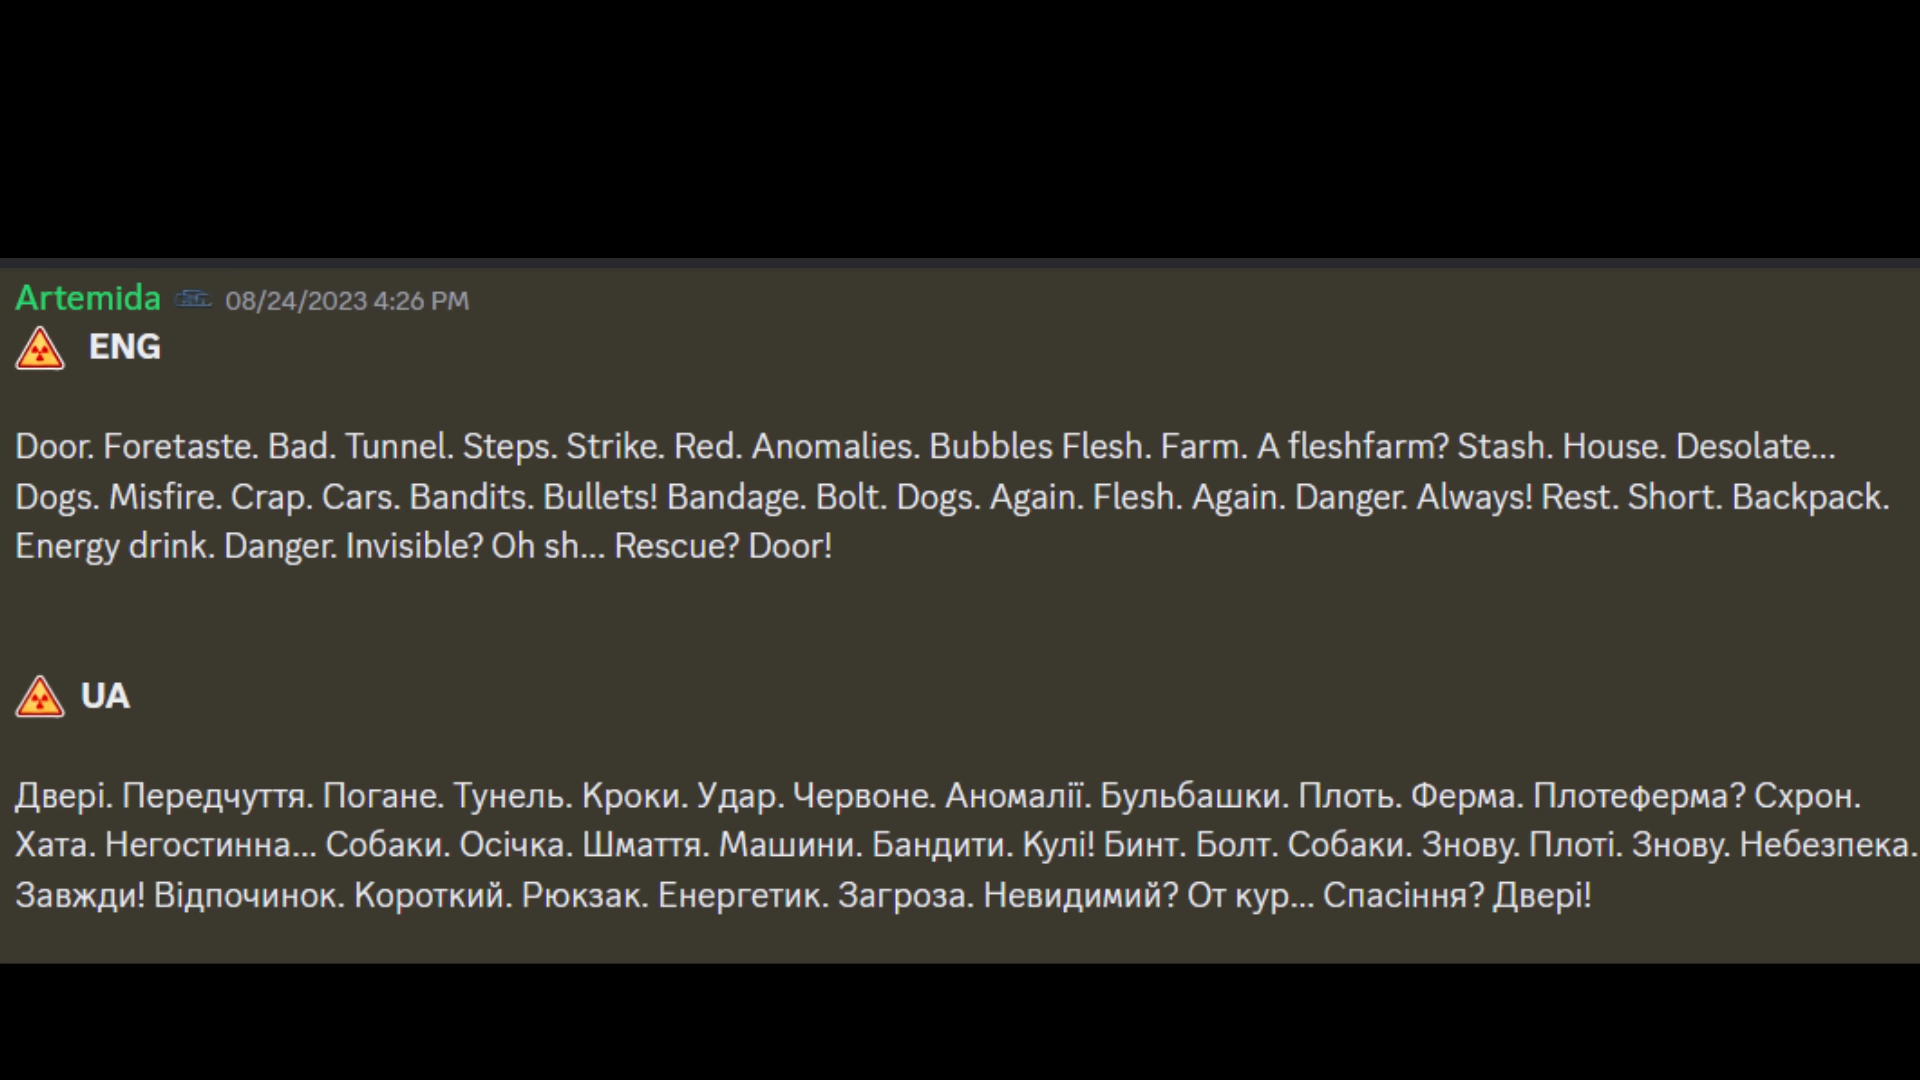 Artemida 08/24/2023 4:26 PM
ENG
Door. Foretaste. Bad. Tunnel. Steps. Strike. Red. Anomalies. Bubbles Flesh. Farm. A fleshfarm? Stash. House. Desolate...
Dogs. Misfire. Crap. Cars. Bandits. Bullets! Bandage. Bolt. Dogs. Again. Flesh. Again. Danger. Always! Rest. Short. Backpack.
Energy drink. Danger. Invisible? Oh sh... Rescue? Door!
UA
Двері. Передчуття. Погане. Тунель. Кроки. Удар. Червоне. Аномалії. Бульбашки. Плоть. Ферма. Плотеферма? Схрон.
Хата. Негостинна... Собаки. Осічка. Шмаття. Машини. Бандити. Кулі! Бинт. Болт. Собаки. Знову. Плоті. Знову. Небезпека.
Завжди! Відпочинок. Короткий. Рюкзак. Енергетик. Загроза. Невидимий? От кур... Спасіння? Двері!